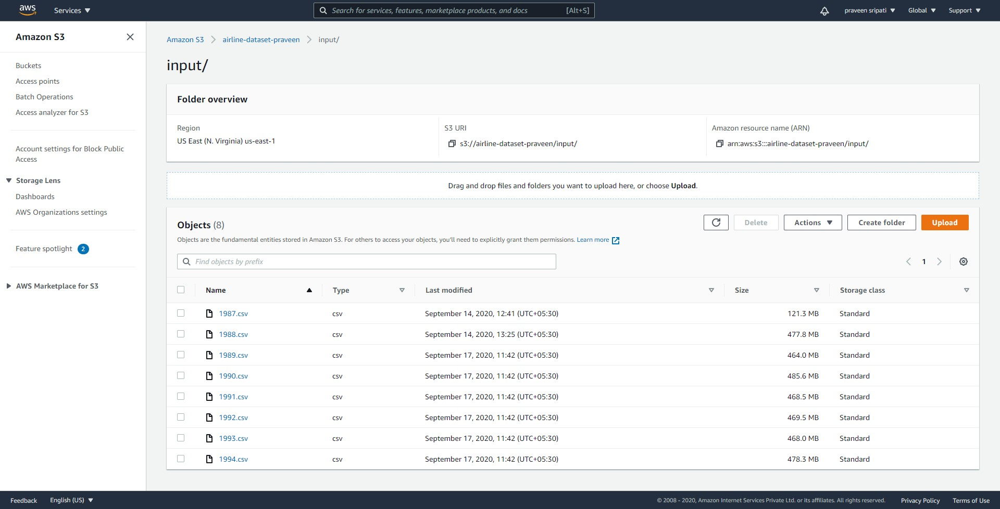 aws
Services
Search for services, features, marketplace products, and docs [Alt+S]
praveen sripati
Global
Support
Amazon S3
Buckets
Access points
Batch Operations
Access analyzer for S3
Account settings for Block Public
Access
Storage Lens
Dashboards
AWS Organizations settings
Feature spotlight 2
AWS Marketplace for S3
Amazon S3 airline-dataset-praveen input/
input/
Folder overview
Region
US East (N. Virginia) us-east-1
S3 URI
s3://airline-dataset-praveen/input/
Amazon resource name (ARN)
arn:aws:s3:::airline-dataset-praveen/input/
Drag and drop files and folders you want to upload here, or choose Upload.
Objects (8)
Delete Actions Create folder Upload
Objects are the fundamental entities stored in Amazon S3. For others to access your objects, you'll need to explicitly grant them permissions. Learn more
Find objects by prefix
1
Name Type Last modified Size Storage class
1987.csv csv September 14, 2020, 12:41 (UTC+05:30) 121.3 MB Standard
1988.csv csv September 14, 2020, 13:25 (UTC+05:30) 477.8 MB Standard
1989.csv csv September 17, 2020, 11:42 (UTC+05:30) 464.0 MB Standard
1990.csv csv September 17, 2020, 11:42 (UTC+05:30) 485.6 MB Standard
1991.csv csv September 17, 2020, 11:42 (UTC+05:30) 468.5 MB Standard
1992.csv csv September 17, 2020, 11:42 (UTC+05:30) 469.5 MB Standard
1993.csv csv September 17, 2020, 11:42 (UTC+05:30) 468.0 MB Standard
1994.csv csv September 17, 2020, 11:42 (UTC+05:30) 478.3 MB Standard
Feedback English (US) © 2008 - 2020, Amazon Internet Services Private Ltd. or its affiliates. All rights reserved. Privacy Policy Terms of Use